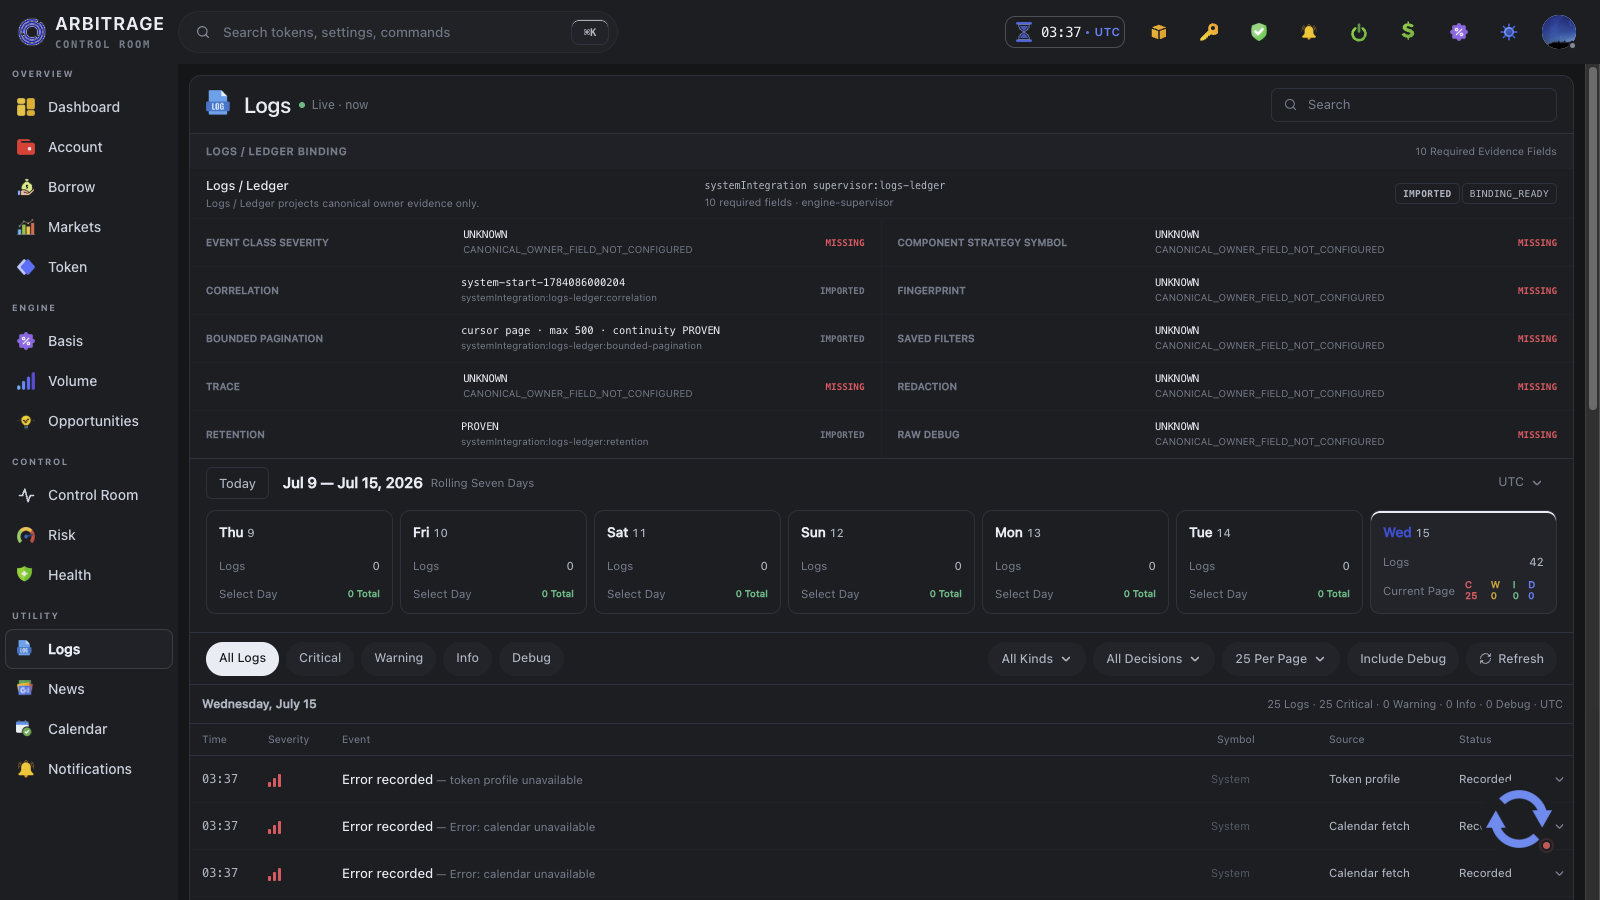 ARBITRAGE
CONTROL ROOM
Search tokens, settings, commands
⌘K
03:37 • UTC
OVERVIEW
Dashboard
Account
Borrow
Markets
Token
ENGINE
Basis
Volume
Opportunities
CONTROL
Control Room
Risk
Health
UTILITY
Logs
News
Calendar
Notifications
LOG
Logs
Live · now
Search
LOGS / LEDGER BINDING
10 Required Evidence Fields
Logs / Ledger
Logs / Ledger projects canonical owner evidence only.
systemIntegration supervisor:logs-ledger
10 required fields · engine-supervisor
IMPORTED
BINDING_READY
EVENT CLASS SEVERITY
UNKNOWN
CANONICAL_OWNER_FIELD_NOT_CONFIGURED
MISSING
COMPONENT STRATEGY SYMBOL
UNKNOWN
CANONICAL_OWNER_FIELD_NOT_CONFIGURED
MISSING
CORRELATION
system-start-1784086000204
systemIntegration:logs-ledger:correlation
IMPORTED
FINGERPRINT
UNKNOWN
CANONICAL_OWNER_FIELD_NOT_CONFIGURED
MISSING
BOUNDED PAGINATION
cursor page · max 500 · continuity PROVEN
systemIntegration:logs-ledger:bounded-pagination
IMPORTED
SAVED FILTERS
UNKNOWN
CANONICAL_OWNER_FIELD_NOT_CONFIGURED
MISSING
TRACE
UNKNOWN
CANONICAL_OWNER_FIELD_NOT_CONFIGURED
MISSING
REDACTION
UNKNOWN
CANONICAL_OWNER_FIELD_NOT_CONFIGURED
MISSING
RETENTION
PROVEN
systemIntegration:logs-ledger:retention
IMPORTED
RAW DEBUG
UNKNOWN
CANONICAL_OWNER_FIELD_NOT_CONFIGURED
MISSING
Today
Jul 9 — Jul 15, 2026 Rolling Seven Days
UTC
Thu 9
Logs 0
Select Day 0 Total
Fri 10
Logs 0
Select Day 0 Total
Sat 11
Logs 0
Select Day 0 Total
Sun 12
Logs 0
Select Day 0 Total
Mon 13
Logs 0
Select Day 0 Total
Tue 14
Logs 0
Select Day 0 Total
Wed 15
Logs 42
Current Page
C W I D
25 0 0 0
All Logs
Critical
Warning
Info
Debug
All Kinds
All Decisions
25 Per Page
Include Debug
Refresh
Wednesday, July 15
25 Logs · 25 Critical · 0 Warning · 0 Info · 0 Debug · UTC
Time Severity Event Symbol Source Status
03:37 Error recorded — token profile unavailable System Token profile Recorded
03:37 Error recorded — Error: calendar unavailable System Calendar fetch
03:37 Error recorded — Error: calendar unavailable System Calendar fetch Recorded